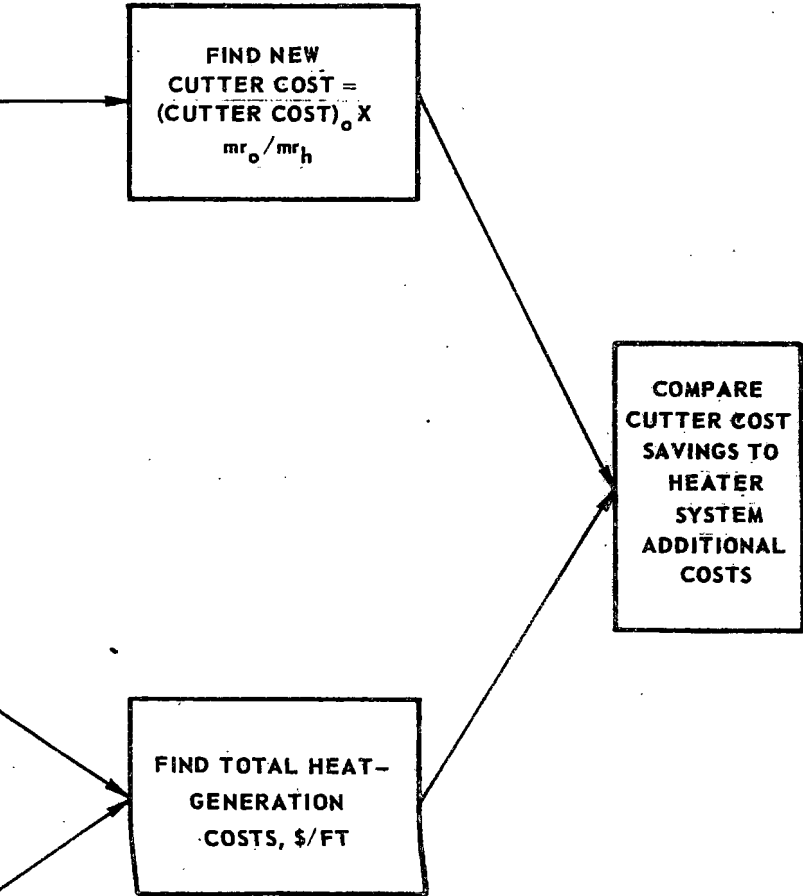 FIND NEW
CUTTER COST =
(CUTTER COST)ₒ X
mrₒ/mrₕ
COMPARE
CUTTER COST
SAVINGS TO
HEATER
SYSTEM
ADDITIONAL
COSTS
FIND TOTAL HEAT-
GENERATION
COSTS, $/FT